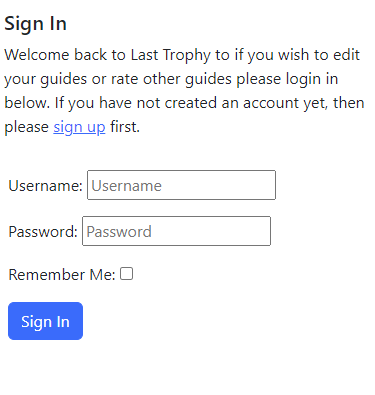 Sign In
Welcome back to Last Trophy to if you wish to edit
your guides or rate other guides please login in
below. If you have not created an account yet, then
please sign up first.
Username: Username
Password: Password
Remember Me:
Sign In